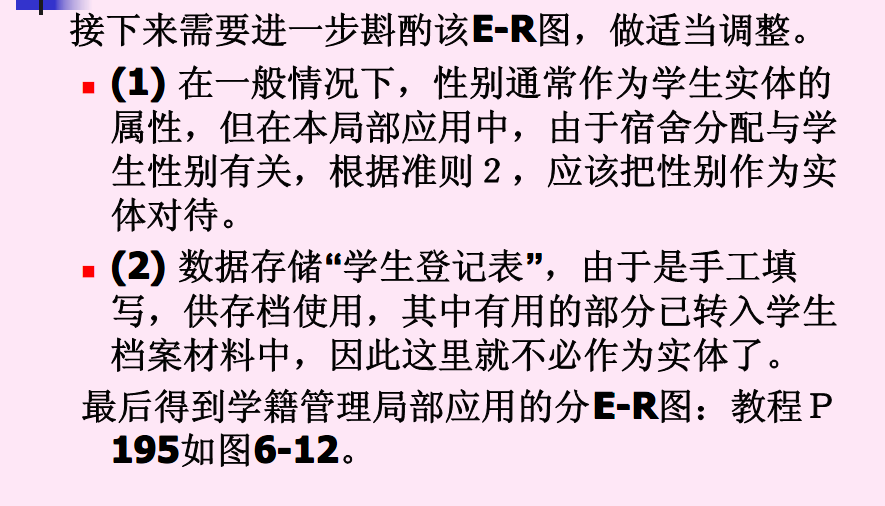 接下来需要进一步斟酌该E-R图，做适当调整。
(1) 在一般情况下，性别通常作为学生实体的
属性，但在本局部应用中，由于宿舍分配与学
生性别有关，根据准则２，应该把性别作为实
体对待。
(2) 数据存储“学生登记表”，由于是手工填
写，供存档使用，其中有用的部分已转入学生
档案材料中，因此这里就不必作为实体了。
最后得到学籍管理局部应用的分E-R图：教程Ｐ
195如图6-12。